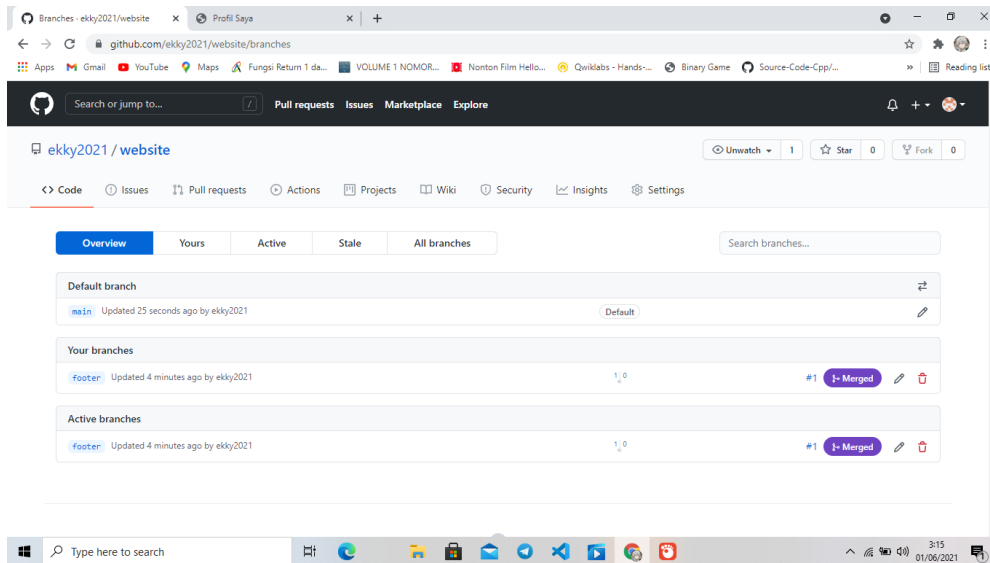 Branches · ekky2021/website
Profil Saya
github.com/ekky2021/website/branches
Apps Gmail YouTube Maps Fungsi Return 1 da... VOLUME 1 NOMOR... Nonton Film Hello... Qwiklabs - Hands-... Binary Game Source-Code-Cpp/... » Reading list
Search or jump to... / Pull requests Issues Marketplace Explore
ekky2021 / website Unwatch 1 Star 0 Fork 0
<> Code Issues Pull requests Actions Projects Wiki Security Insights Settings
Overview Yours Active Stale All branches Search branches...
Default branch
main Updated 25 seconds ago by ekky2021 Default
Your branches
footer Updated 4 minutes ago by ekky2021 1 0 #1 Merged
Active branches
footer Updated 4 minutes ago by ekky2021 1 0 #1 Merged
Type here to search
3:15
01/06/2021
1